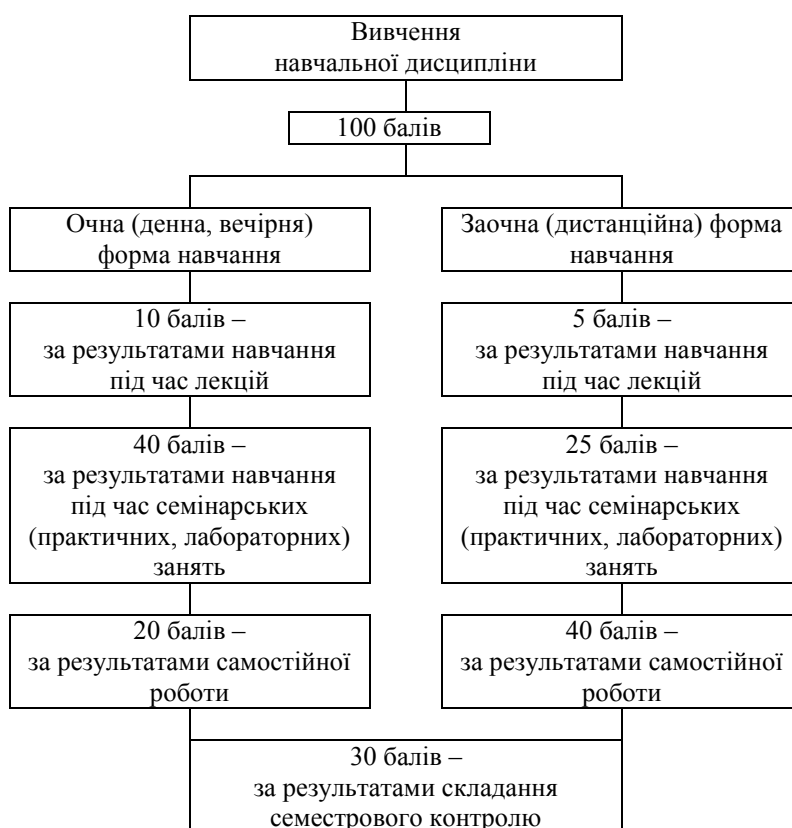 Вивчення
навчальної дисципліни
100 балів
Очна (денна, вечірня)
форма навчання
Заочна (дистанційна) форма
навчання
10 балів –
за результатами навчання
під час лекцій
5 балів –
за результатами навчання
під час лекцій
40 балів –
за результатами навчання
під час семінарських
(практичних, лабораторних)
занять
25 балів –
за результатами навчання
під час семінарських
(практичних, лабораторних)
занять
20 балів –
за результатами самостійної
роботи
40 балів –
за результатами самостійної
роботи
30 балів –
за результатами складання
семестрового контролю